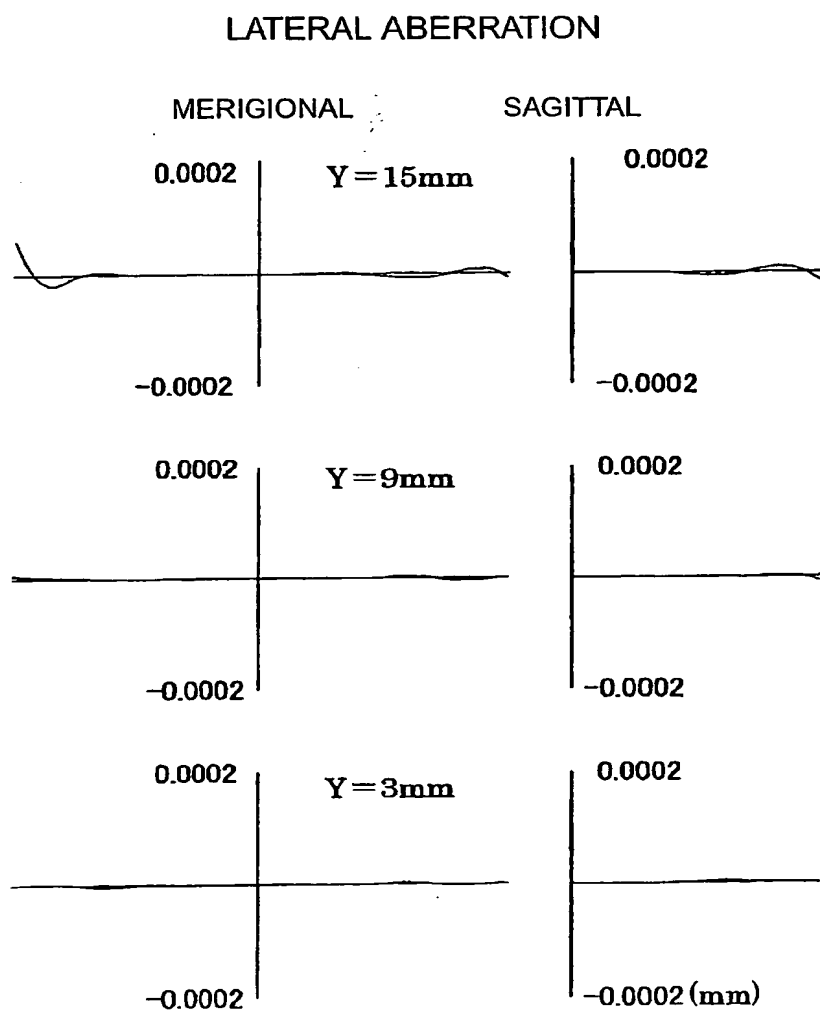 LATERAL ABERRATION
MERIGIONAL SAGITTAL
0.0002 Y=15mm 0.0002
−0.0002 −0.0002
0.0002 Y=9mm 0.0002
−0.0002 −0.0002
0.0002 Y=3mm 0.0002
−0.0002 −0.0002 (mm)